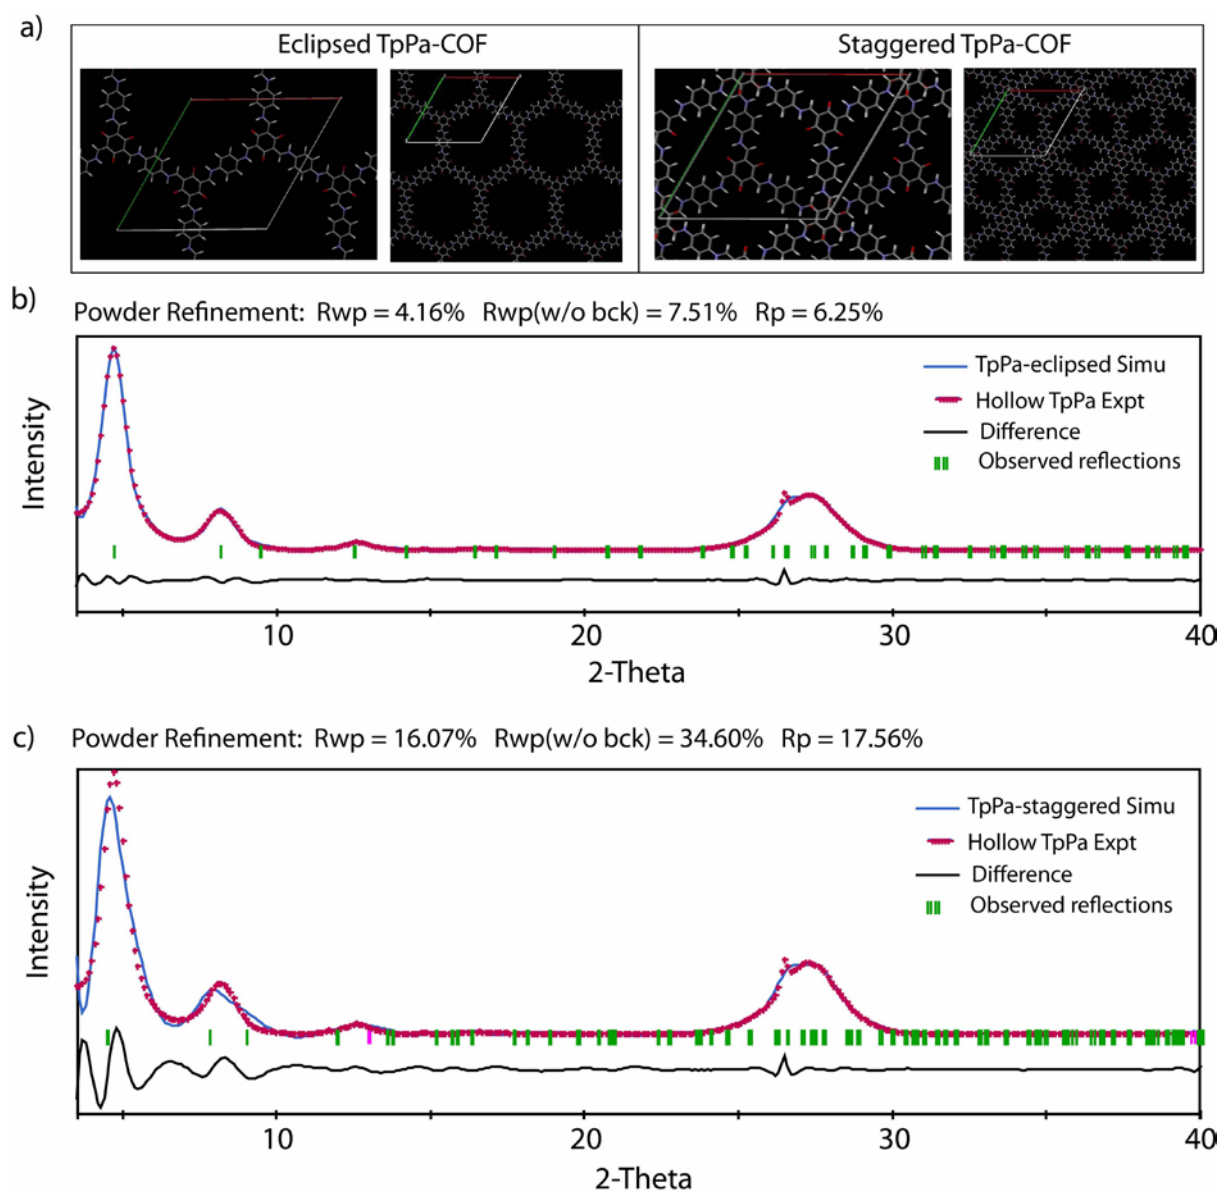 a)
Eclipsed TpPa-COF
Staggered TpPa-COF
b)
Powder Refinement: Rwp = 4.16% Rwp(w/o bck) = 7.51% Rp = 6.25%
Intensity
TpPa-eclipsed Simu
Hollow TpPa Expt
Difference
Observed reflections
10
20
30
40
2-Theta
c)
Powder Refinement: Rwp = 16.07% Rwp(w/o bck) = 34.60% Rp = 17.56%
Intensity
TpPa-staggered Simu
Hollow TpPa Expt
Difference
Observed reflections
10
20
30
40
2-Theta